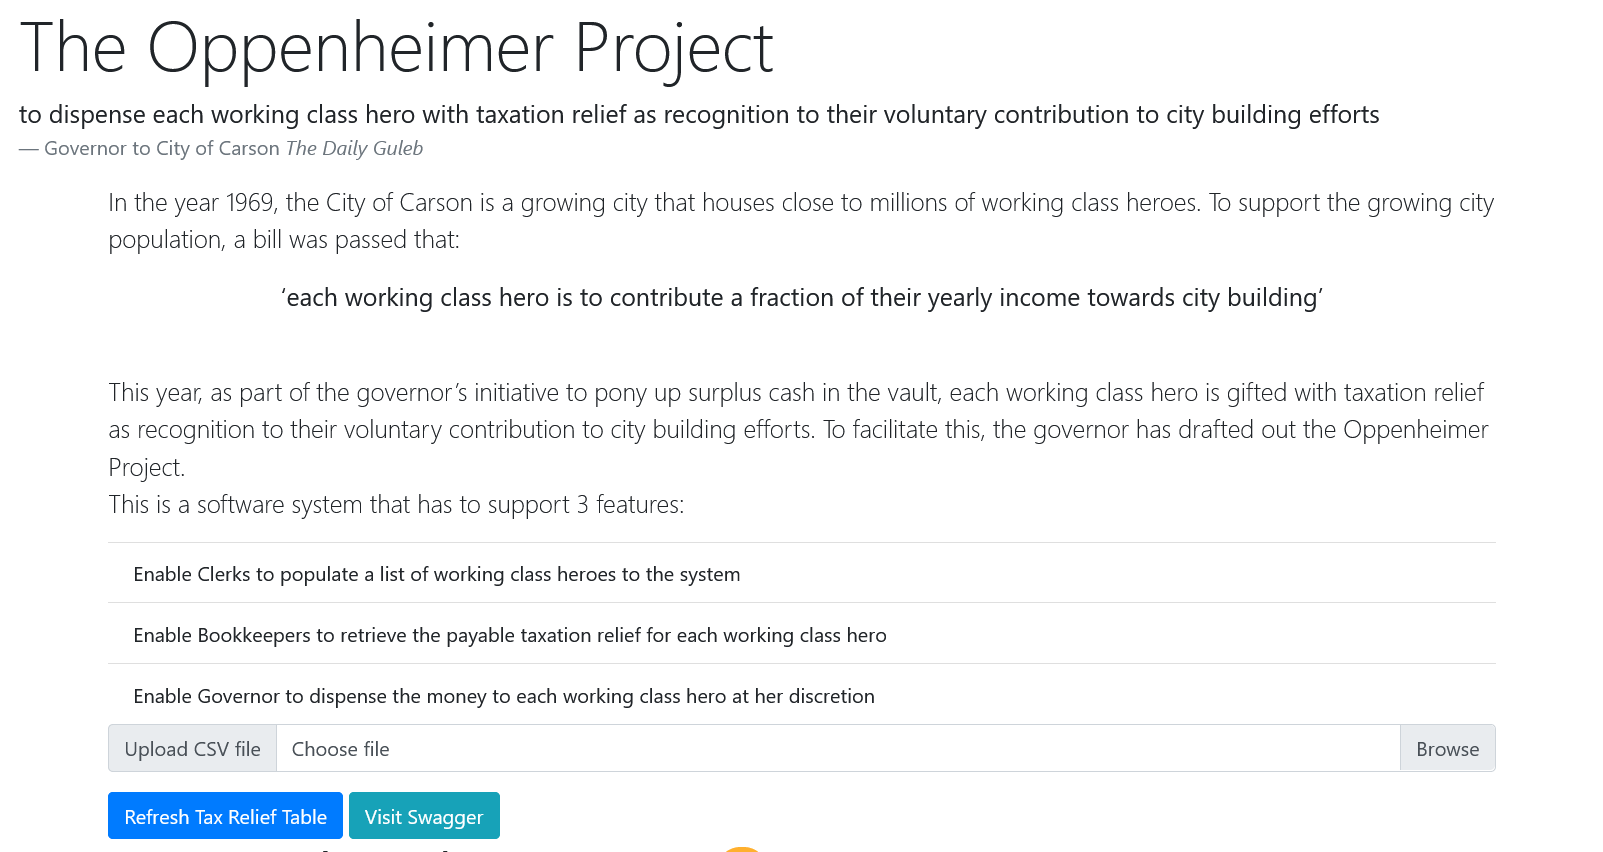 The Oppenheimer Project
to dispense each working class hero with taxation relief as recognition to their voluntary contribution to city building efforts
— Governor to City of Carson The Daily Guleb
In the year 1969, the City of Carson is a growing city that houses close to millions of working class heroes. To support the growing city
population, a bill was passed that:
‘each working class hero is to contribute a fraction of their yearly income towards city building’
This year, as part of the governor’s initiative to pony up surplus cash in the vault, each working class hero is gifted with taxation relief
as recognition to their voluntary contribution to city building efforts. To facilitate this, the governor has drafted out the Oppenheimer
Project.
This is a software system that has to support 3 features:
Enable Clerks to populate a list of working class heroes to the system
Enable Bookkeepers to retrieve the payable taxation relief for each working class hero
Enable Governor to dispense the money to each working class hero at her discretion
Upload CSV file Choose file Browse
Refresh Tax Relief Table Visit Swagger